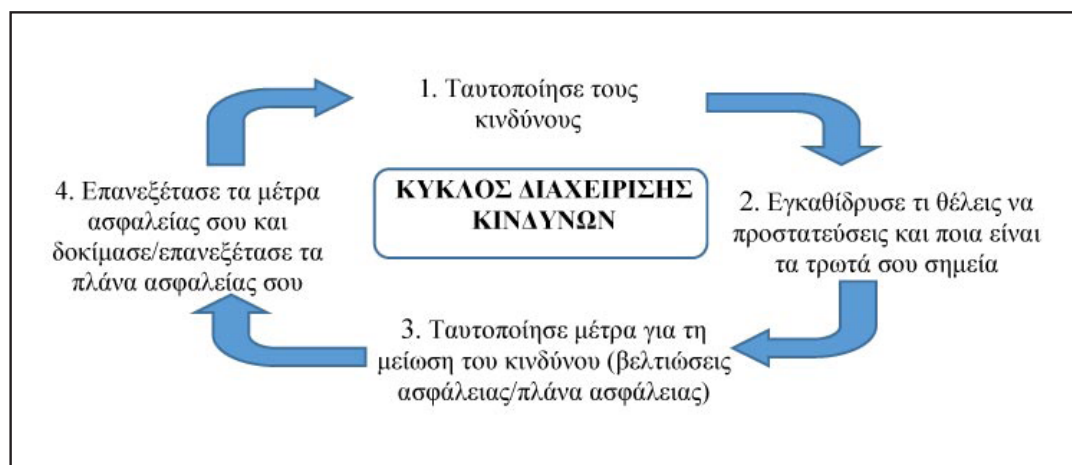 1. Ταυτοποίησε τους
κινδύνους
ΚΥΚΛΟΣ ΔΙΑΧΕΙΡΙΣΗΣ
ΚΙΝΔΥΝΩΝ
2. Εγκαθίδρυσε τι θέλεις να
προστατεύσεις και ποια είναι
τα τρωτά σου σημεία
3. Ταυτοποίησε μέτρα για τη
μείωση του κινδύνου (βελτιώσεις
ασφάλειας/πλάνα ασφάλειας)
4. Επανεξέτασε τα μέτρα
ασφαλείας σου και
δοκίμασε/επανεξέτασε τα
πλάνα ασφαλείας σου